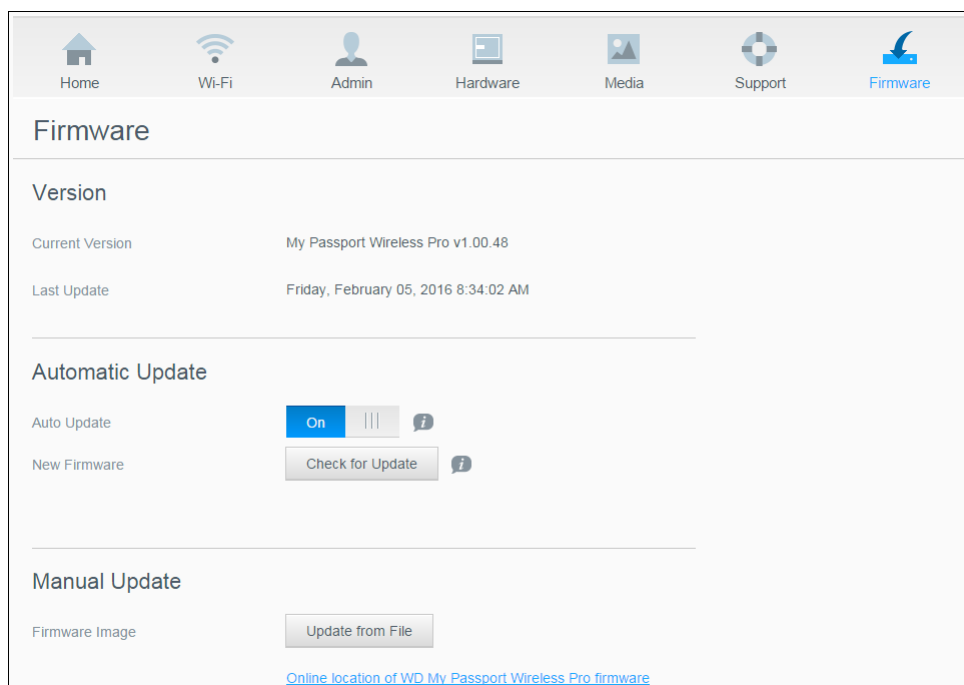 Home Wi-Fi Admin Hardware Media Support Firmware
Firmware
Version
Current Version My Passport Wireless Pro v1.00.48
Last Update Friday, February 05, 2016 8:34:02 AM
Automatic Update
Auto Update On
New Firmware Check for Update
Manual Update
Firmware Image Update from File
Online location of WD My Passport Wireless Pro firmware